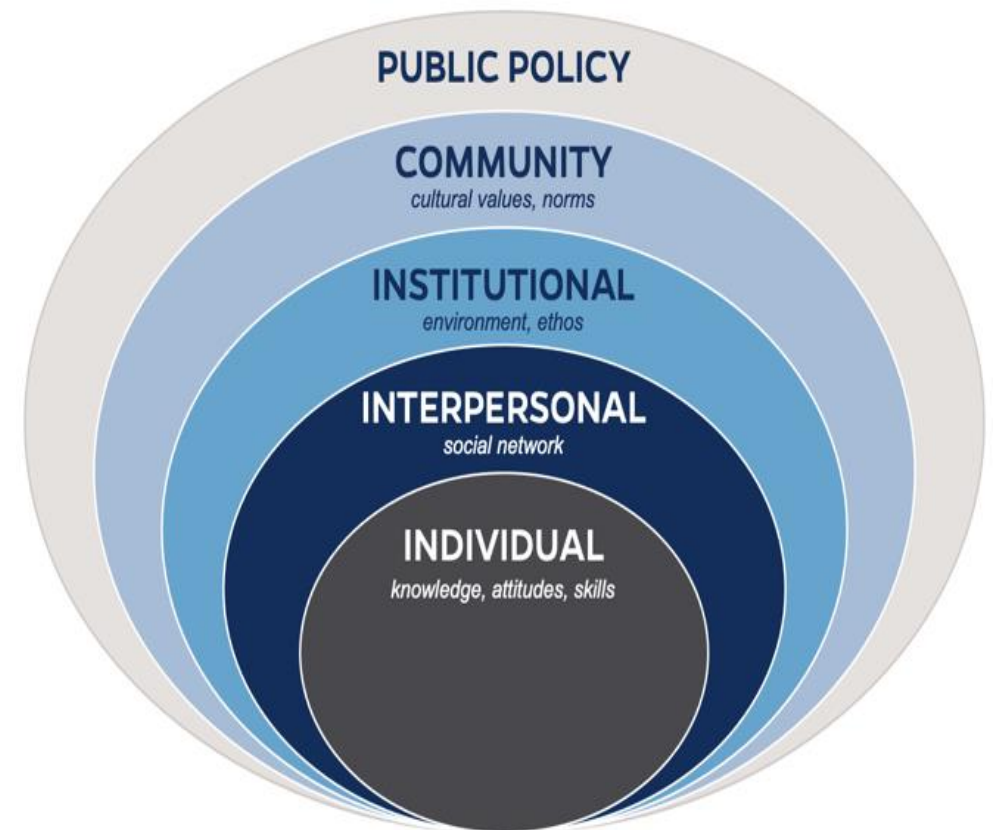 PUBLIC POLICY
COMMUNITY
cultural values, norms
INSTITUTIONAL
environment, ethos
INTERPERSONAL
social network
INDIVIDUAL
knowledge, attitudes, skills